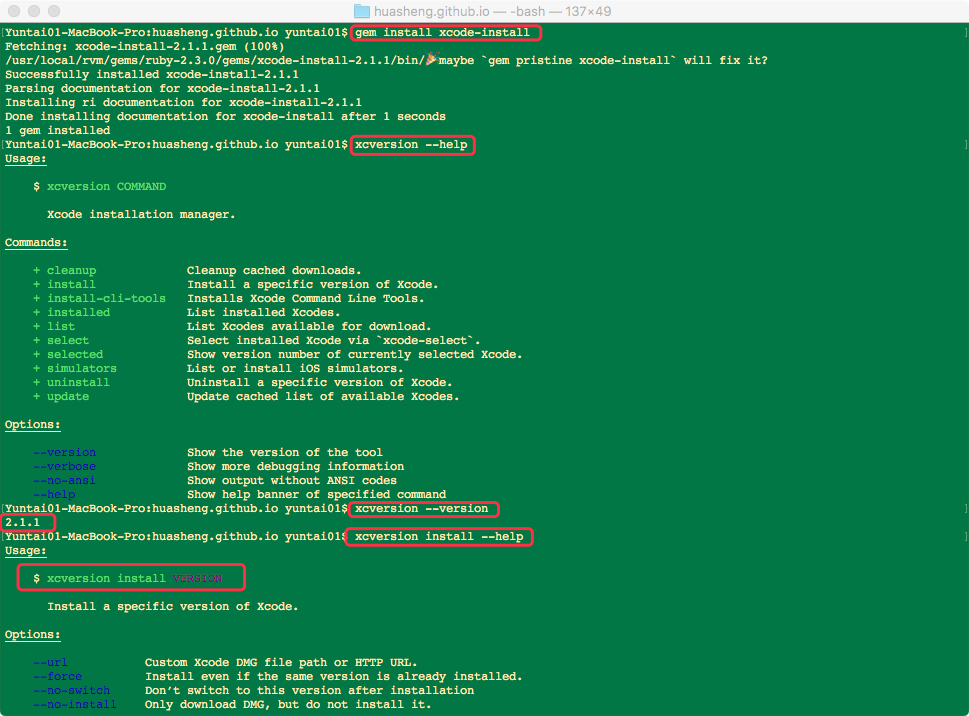 huasheng.github.io — -bash — 137×49
[Yuntai01-MacBook-Pro:huasheng.github.io yuntai01$ gem install xcode-install ]
Fetching: xcode-install-2.1.1.gem (100%)
/usr/local/rvm/gems/ruby-2.3.0/gems/xcode-install-2.1.1/bin/🎉maybe `gem pristine xcode-install` will fix it?
Successfully installed xcode-install-2.1.1
Parsing documentation for xcode-install-2.1.1
Installing ri documentation for xcode-install-2.1.1
Done installing documentation for xcode-install after 1 seconds
1 gem installed
[Yuntai01-MacBook-Pro:huasheng.github.io yuntai01$ xcversion --help ]
Usage:
$ xcversion COMMAND
Xcode installation manager.
Commands:
+ cleanup Cleanup cached downloads.
+ install Install a specific version of Xcode.
+ install-cli-tools Installs Xcode Command Line Tools.
+ installed List installed Xcodes.
+ list List Xcodes available for download.
+ select Select installed Xcode via `xcode-select`.
+ selected Show version number of currently selected Xcode.
+ simulators List or install iOS simulators.
+ uninstall Uninstall a specific version of Xcode.
+ update Update cached list of available Xcodes.
Options:
--version Show the version of the tool
--verbose Show more debugging information
--no-ansi Show output without ANSI codes
--help Show help banner of specified command
[Yuntai01-MacBook-Pro:huasheng.github.io yuntai01$ xcversion --version ]
2.1.1
[Yuntai01-MacBook-Pro:huasheng.github.io yuntai01$ xcversion install --help ]
Usage:
$ xcversion install VERSION
Install a specific version of Xcode.
Options:
--url Custom Xcode DMG file path or HTTP URL.
--force Install even if the same version is already installed.
--no-switch Don't switch to this version after installation
--no-install Only download DMG, but do not install it.